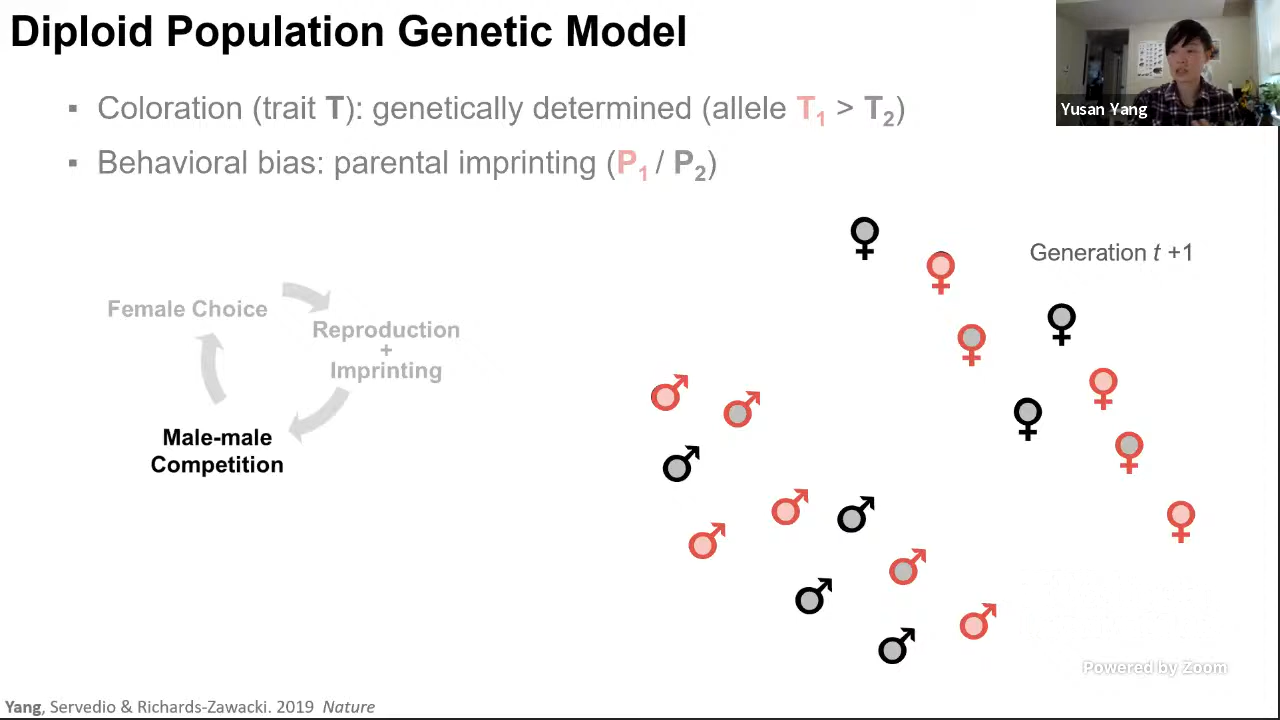 Diploid Population Genetic Model
▪ Coloration (trait T): genetically determined (allele T1 > T2)
▪ Behavioral bias: parental imprinting (P1 / P2)
Yusan Yang
Generation t +1
Female Choice
Reproduction
+
Imprinting
Male-male
Competition
Powered by Zoom
Yang, Servedio & Richards-Zawacki. 2019 Nature